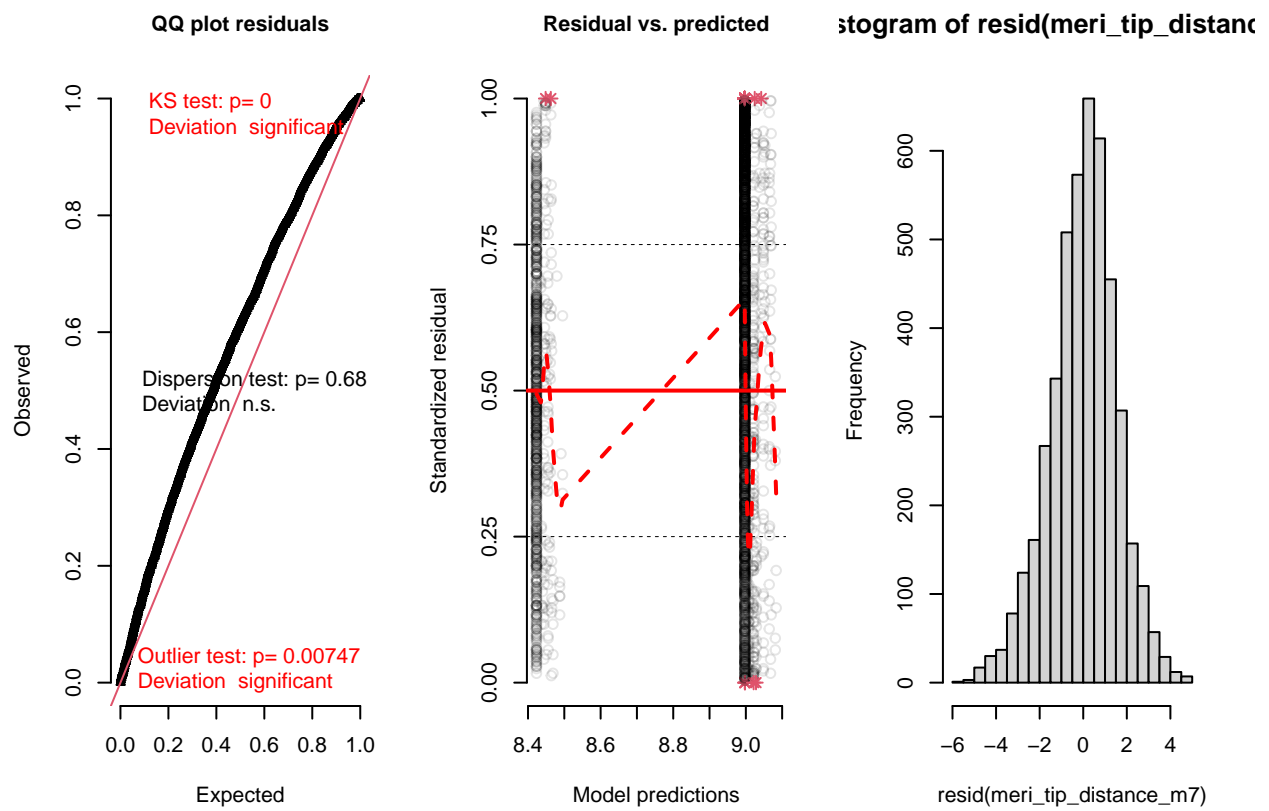 QQ plot residuals
KS test: p= 0
Deviation significant
Dispersion test: p= 0.68
Deviation n.s.
Outlier test: p= 0.00747
Deviation significant
Observed
0.0 0.2 0.4 0.6 0.8 1.0
0.0 0.2 0.4 0.6 0.8 1.0
Expected
Residual vs. predicted
Standardized residual
0.00 0.25 0.50 0.75 1.00
8.4 8.6 8.8 9.0
Model predictions
stogram of resid(meri_tip_distanc
Frequency
0 100 200 300 400 500 600
−6 −4 −2 0 2 4
resid(meri_tip_distance_m7)